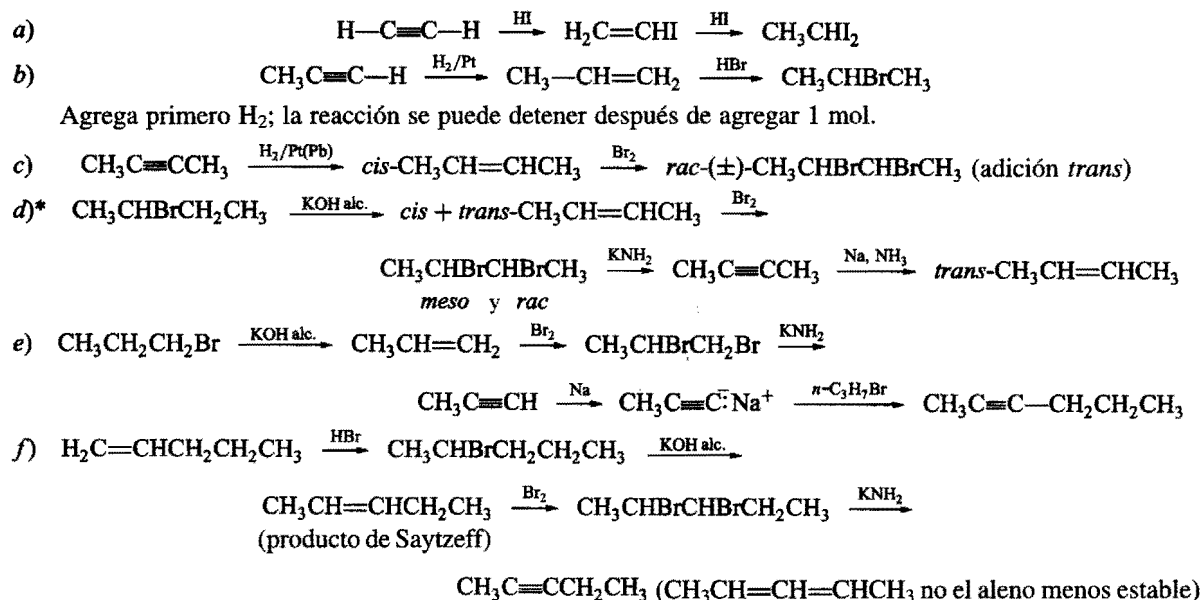 a) H—C≡C—H —HI→ H₂C=CHI —HI→ CH₃CHI₂
b) CH₃C≡C—H —H₂/Pt→ CH₃—CH=CH₂ —HBr→ CH₃CHBrCH₃
Agrega primero H₂; la reacción se puede detener después de agregar 1 mol.
c) CH₃C≡CCH₃ —H₂/Pt(Pb)→ cis-CH₃CH=CHCH₃ —Br₂→ rac-(±)-CH₃CHBrCHBrCH₃ (adición trans)
d)* CH₃CHBrCH₂CH₃ —KOH alc.→ cis + trans-CH₃CH=CHCH₃ —Br₂→
CH₃CHBrCHBrCH₃ —KNH₂→ CH₃C≡CCH₃ —Na, NH₃→ trans-CH₃CH=CHCH₃
meso y rac
e) CH₃CH₂CH₂Br —KOH alc.→ CH₃CH=CH₂ —Br₂→ CH₃CHBrCH₂Br —KNH₂→
CH₃C≡CH —Na→ CH₃C≡C:⁻Na⁺ —n-C₃H₇Br→ CH₃C≡C—CH₂CH₂CH₃
f) H₂C=CHCH₂CH₂CH₃ —HBr→ CH₃CHBrCH₂CH₂CH₃ —KOH alc.→
CH₃CH=CHCH₂CH₃ —Br₂→ CH₃CHBrCHBrCH₂CH₃ —KNH₂→
(producto de Saytzeff)
CH₃C≡CCH₂CH₃ (CH₃CH=CH=CHCH₃ no el aleno menos estable)